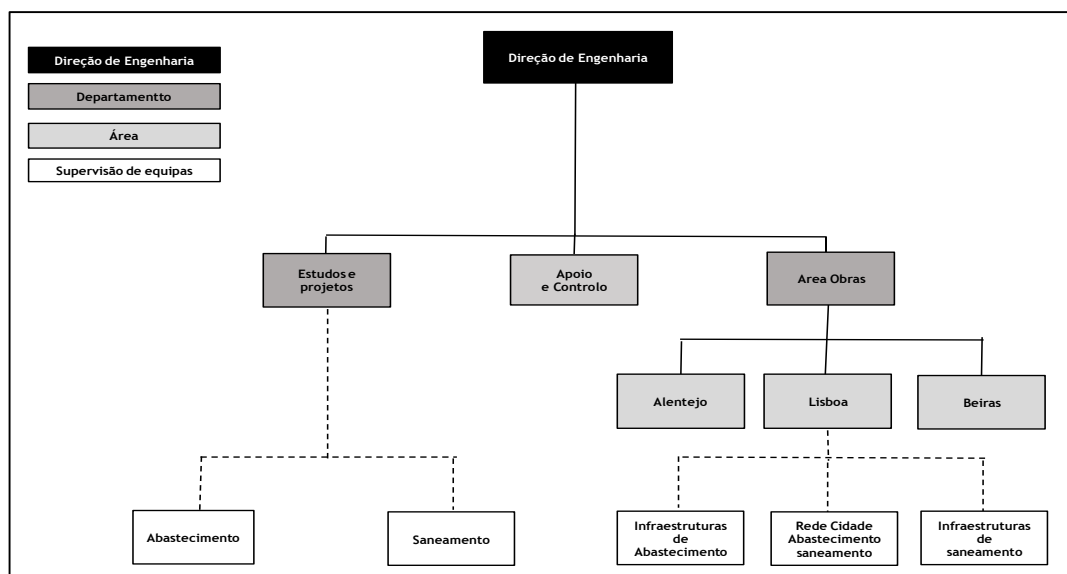 Direção de Engenharia
Departamentto
Área
Supervisão de equipas
Direção de Engenharia
Estudos e
projetos
Apoio
e Controlo
Area Obras
Alentejo
Lisboa
Beiras
Abastecimento
Saneamento
Infraestruturas
de
Abastecimento
Rede Cidade
Abastecimento
saneamento
Infraestruturas
de
saneamento